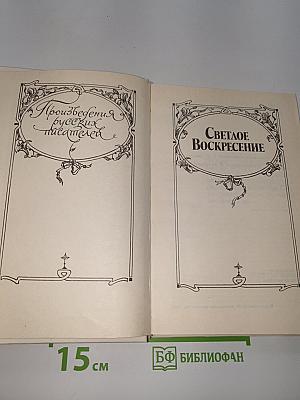 Произведения
русских
писателей
СВЕТЛОЕ
ВОСКРЕСЕНИЕ
15 см
БФ БИБЛИОФАН